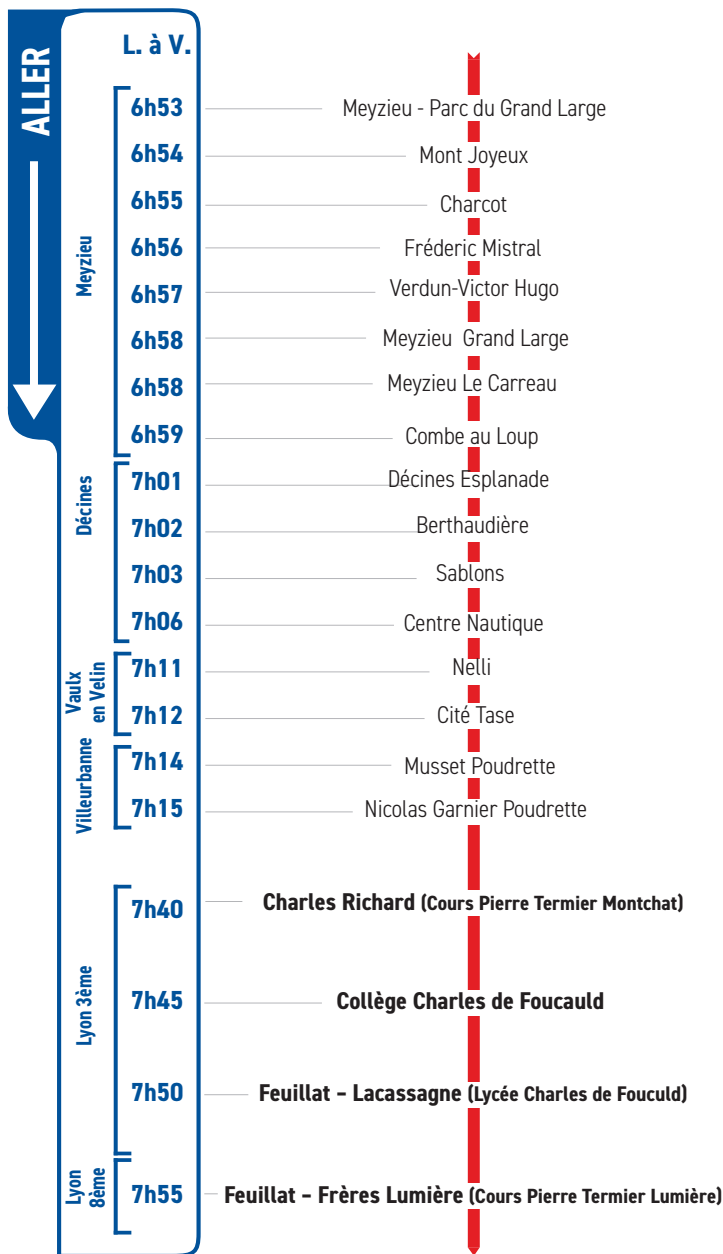 ALLER
L. à V.
Meyzieu
6h53 Meyzieu - Parc du Grand Large
6h54 Mont Joyeux
6h55 Charcot
6h56 Fréderic Mistral
6h57 Verdun-Victor Hugo
6h58 Meyzieu Grand Large
6h58 Meyzieu Le Carreau
6h59 Combe au Loup
Décines
7h01 Décines Esplanade
7h02 Berthaudière
7h03 Sablons
7h06 Centre Nautique
Vaulx
en Velin
7h11 Nelli
7h12 Cité Tase
Villeurbanne
7h14 Musset Poudrette
7h15 Nicolas Garnier Poudrette
Lyon 3ème
7h40 Charles Richard (Cours Pierre Termier Montchat)
7h45 Collège Charles de Foucauld
7h50 Feuillat – Lacassagne (Lycée Charles de Fouculd)
Lyon
8ème
7h55 Feuillat – Frères Lumière (Cours Pierre Termier Lumière)